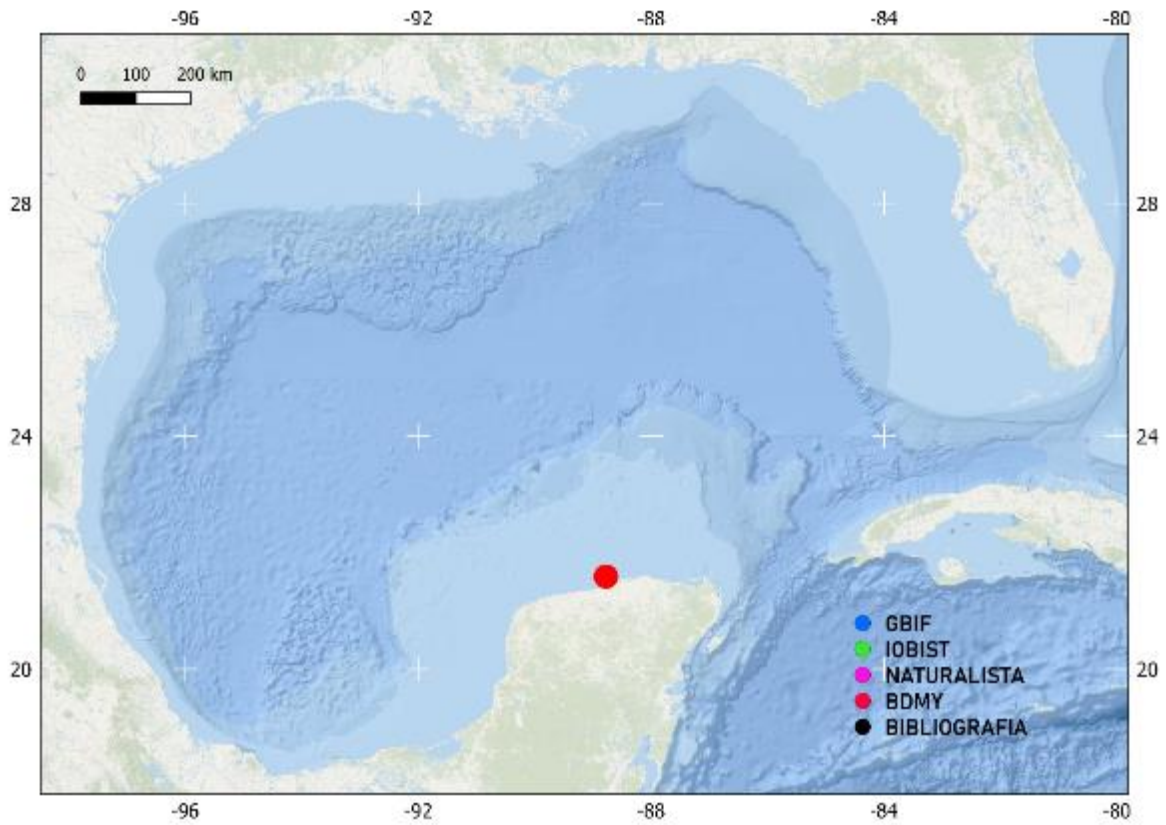 -96 -92 -88 -84 -80
0 100 200 km
28 28
24 24
GBIF
IOBIST
20 NATURALISTA 20
BDMY
BIBLIOGRAFIA
-96 -92 -88 -84 -80